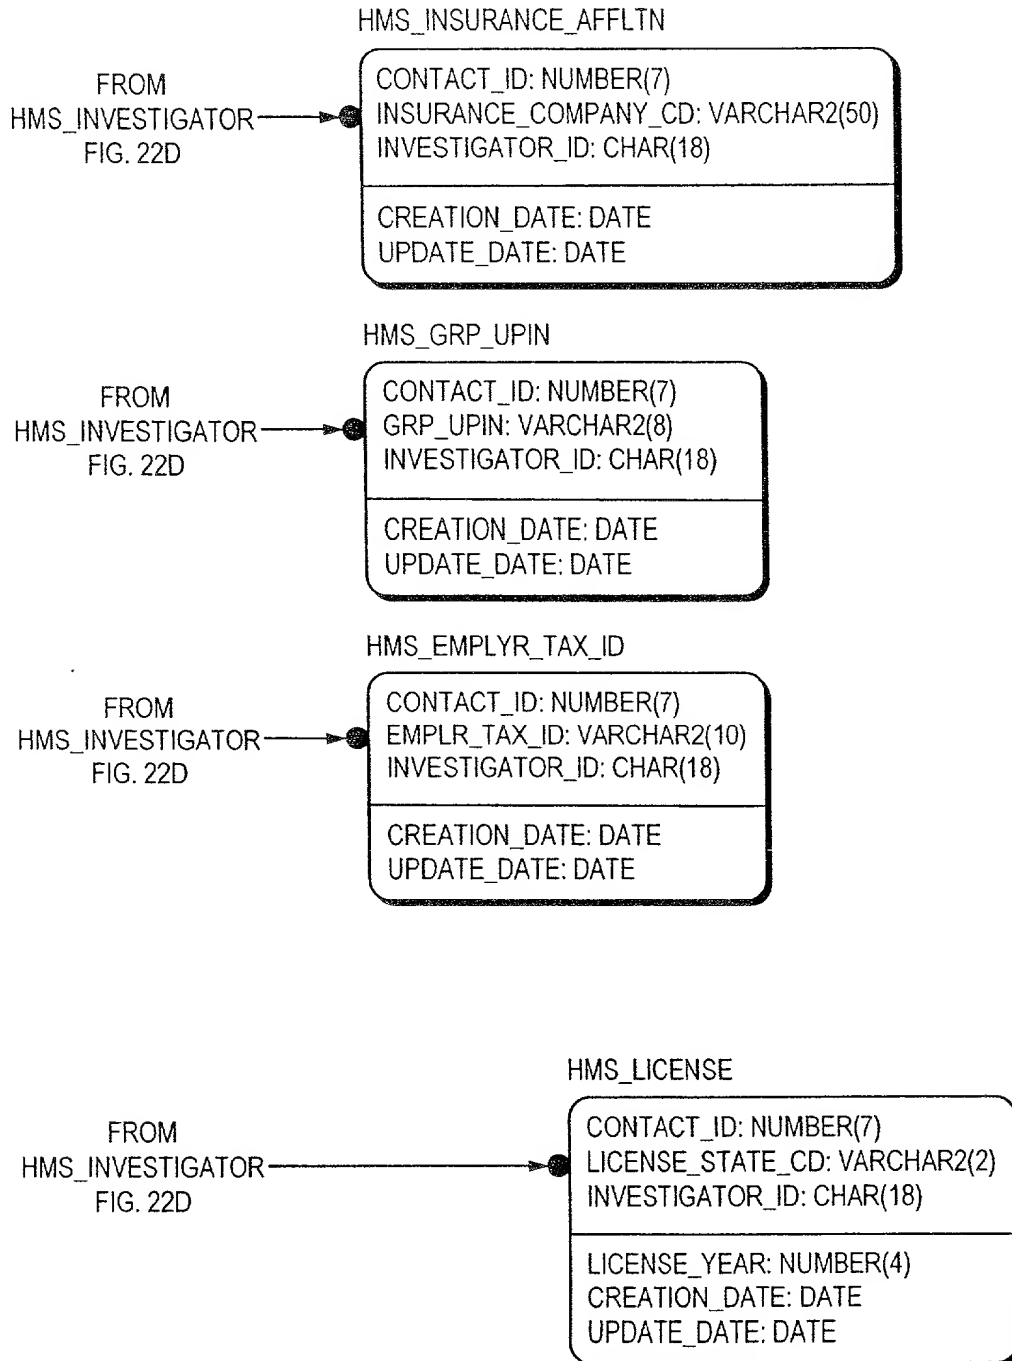 HMS_INSURANCE_AFFLTN
FROM
HMS_INVESTIGATOR
FIG. 22D
CONTACT_ID: NUMBER(7)
INSURANCE_COMPANY_CD: VARCHAR2(50)
INVESTIGATOR_ID: CHAR(18)
CREATION_DATE: DATE
UPDATE_DATE: DATE
HMS_GRP_UPIN
FROM
HMS_INVESTIGATOR
FIG. 22D
CONTACT_ID: NUMBER(7)
GRP_UPIN: VARCHAR2(8)
INVESTIGATOR_ID: CHAR(18)
CREATION_DATE: DATE
UPDATE_DATE: DATE
HMS_EMPLYR_TAX_ID
FROM
HMS_INVESTIGATOR
FIG. 22D
CONTACT_ID: NUMBER(7)
EMPLR_TAX_ID: VARCHAR2(10)
INVESTIGATOR_ID: CHAR(18)
CREATION_DATE: DATE
UPDATE_DATE: DATE
HMS_LICENSE
FROM
HMS_INVESTIGATOR
FIG. 22D
CONTACT_ID: NUMBER(7)
LICENSE_STATE_CD: VARCHAR2(2)
INVESTIGATOR_ID: CHAR(18)
LICENSE_YEAR: NUMBER(4)
CREATION_DATE: DATE
UPDATE_DATE: DATE